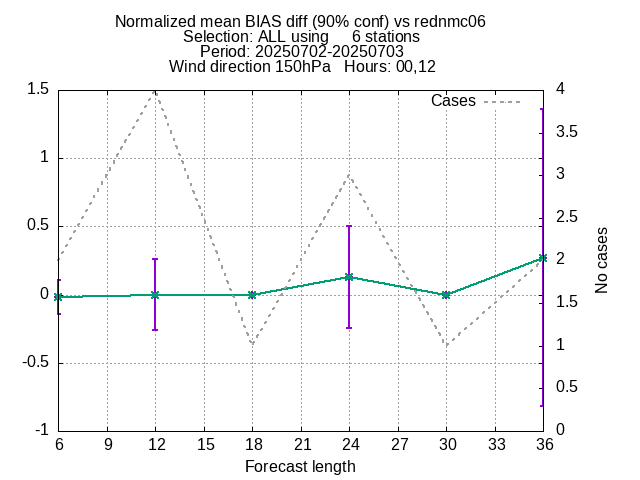 Normalized mean BIAS diff (90% conf) vs rednmc06
Selection: ALL using     6 stations
Period: 20250702-20250703
Wind direction 150hPa   Hours: 00,12
Cases
1.5
1
0.5
0
-0.5
-1
4
3.5
3
2.5
2
1.5
1
0.5
0
No cases
6 9 12 15 18 21 24 27 30 33 36
Forecast length